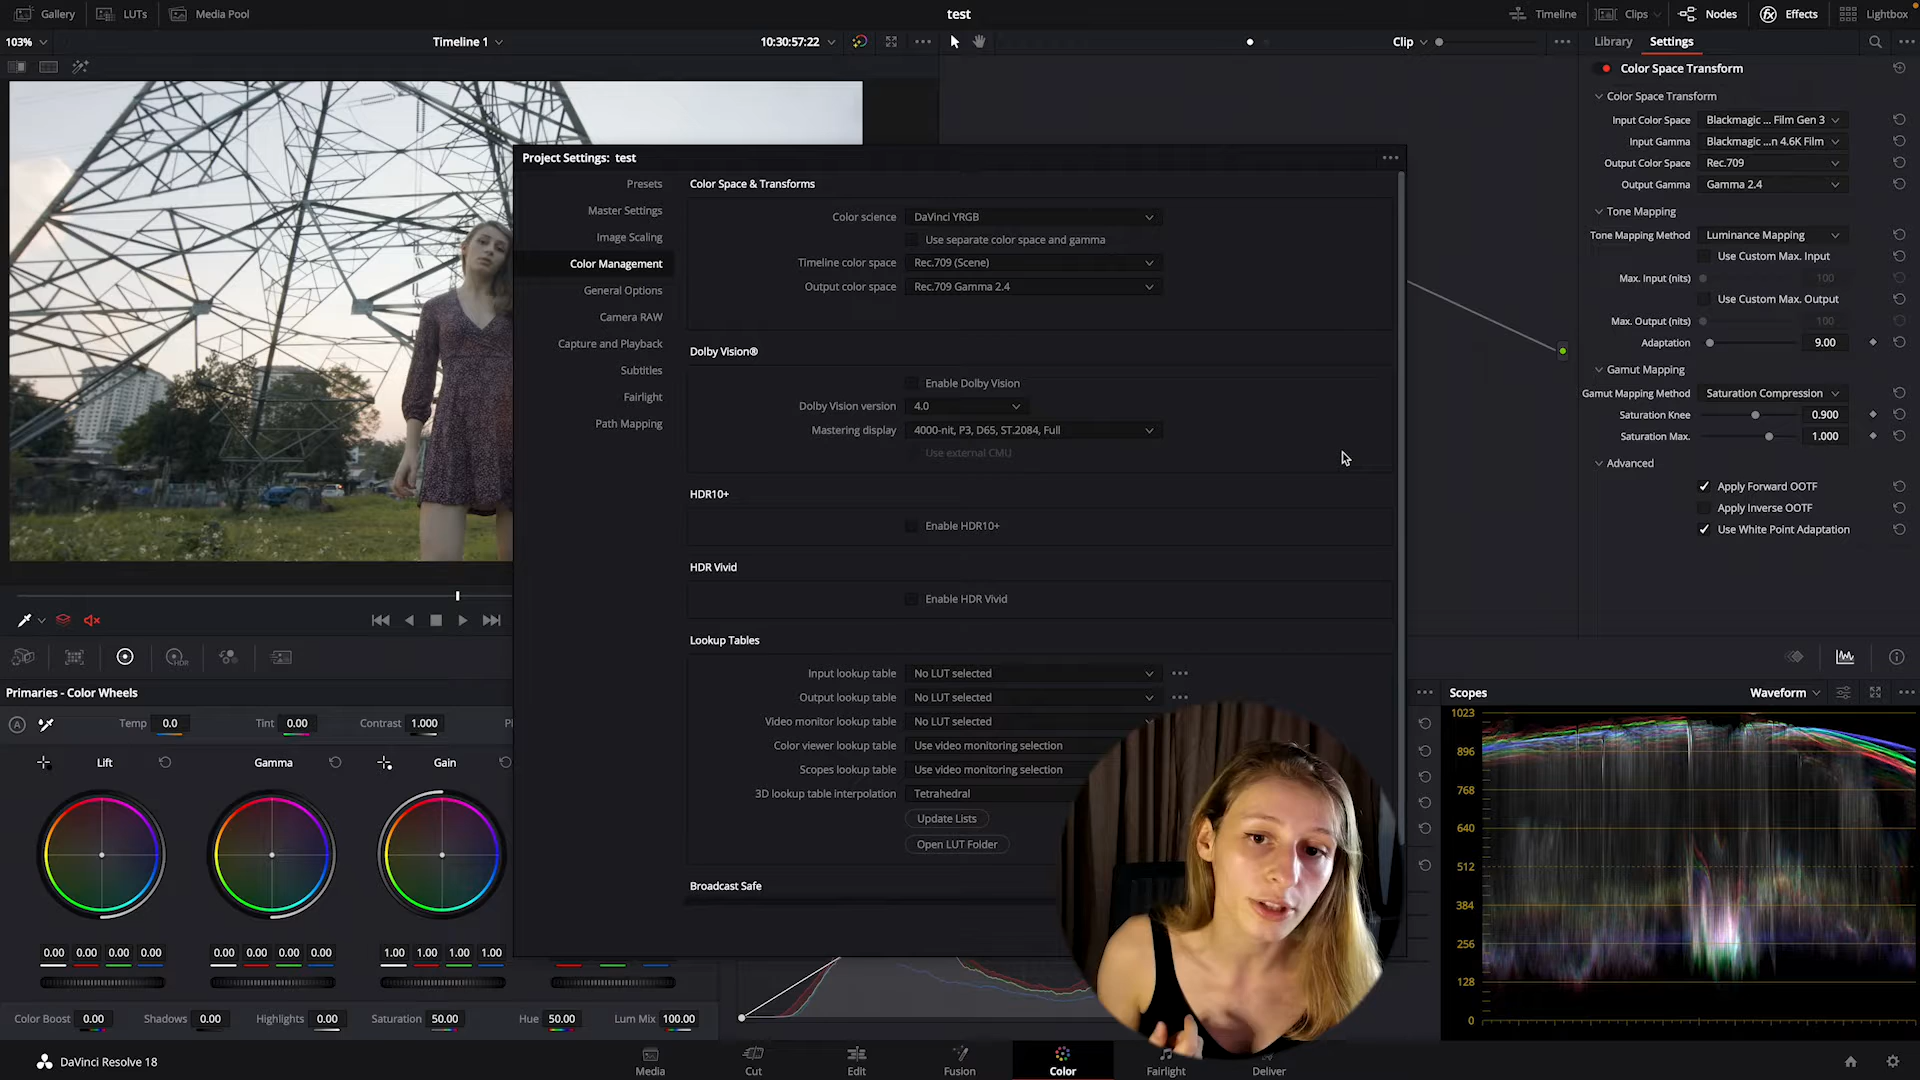 Gallery LUTs Media Pool test Timeline Clips Nodes Effects Lightbox
103% Timeline 1 10:30:57:22 Clip Library Settings
Color Space Transform
Color Space Transform
Input Color Space Blackmagic ... Film Gen 3
Input Gamma Blackmagic ...n 4.6K Film
Output Color Space Rec.709
Output Gamma Gamma 2.4
Tone Mapping
Tone Mapping Method Luminance Mapping
Use Custom Max. Input
Max. Input (nits) 100
Use Custom Max. Output
Max. Output (nits) 100
Adaptation 9.00
Gamut Mapping
Gamut Mapping Method Saturation Compression
Saturation Knee 0.900
Saturation Max. 1.000
Advanced
Apply Forward OOTF
Apply Inverse OOTF
Use White Point Adaptation
Project Settings: test
Presets
Master Settings
Image Scaling
Color Management
General Options
Camera RAW
Capture and Playback
Subtitles
Fairlight
Path Mapping
Color Space & Transforms
Color science DaVinci YRGB
Use separate color space and gamma
Timeline color space Rec.709 (Scene)
Output color space Rec.709 Gamma 2.4
Dolby Vision®
Enable Dolby Vision
Dolby Vision version 4.0
Mastering display 4000-nit, P3, D65, ST.2084, Full
Use external CMU
HDR10+
Enable HDR10+
HDR Vivid
Enable HDR Vivid
Lookup Tables
Input lookup table No LUT selected
Output lookup table No LUT selected
Video monitor lookup table No LUT selected
Color viewer lookup table Use video monitoring selection
Scopes lookup table Use video monitoring selection
3D lookup table interpolation Tetrahedral
Update Lists
Open LUT Folder
Broadcast Safe
HDR
Primaries - Color Wheels
A Temp 0.0 Tint 0.00 Contrast 1.000
Lift Gamma Gain
0.00 0.00 0.00 0.00 0.00 0.00 0.00 0.00 1.00 1.00 1.00 1.00
Color Boost 0.00 Shadows 0.00 Highlights 0.00 Saturation 50.00 Hue 50.00 Lum Mix 100.00
Scopes Waveform
1023
896
768
640
512
384
256
128
0
DaVinci Resolve 18 Media Cut Edit Fusion Color Fairlight Deliver